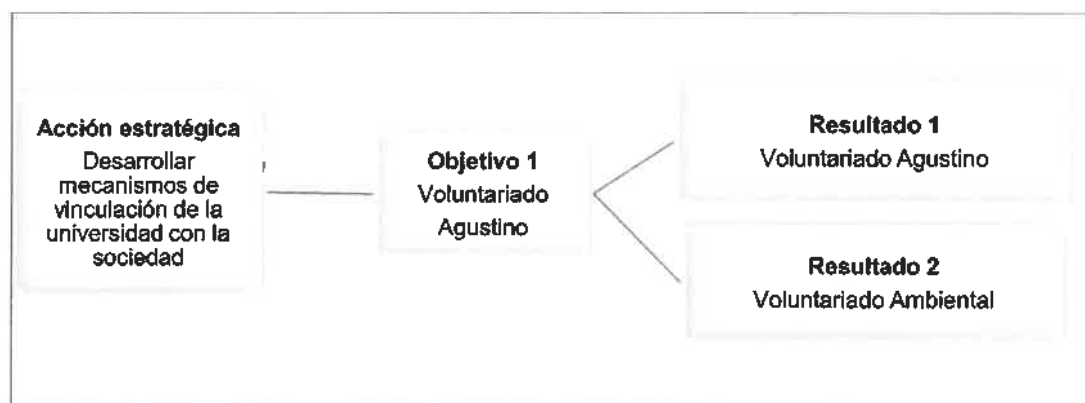 Acción estratégica
Desarrollar
mecanismos de
vinculación de la
universidad con la
sociedad
Objetivo 1
Voluntariado
Agustino
Resultado 1
Voluntariado Agustino
Resultado 2
Voluntariado Ambiental